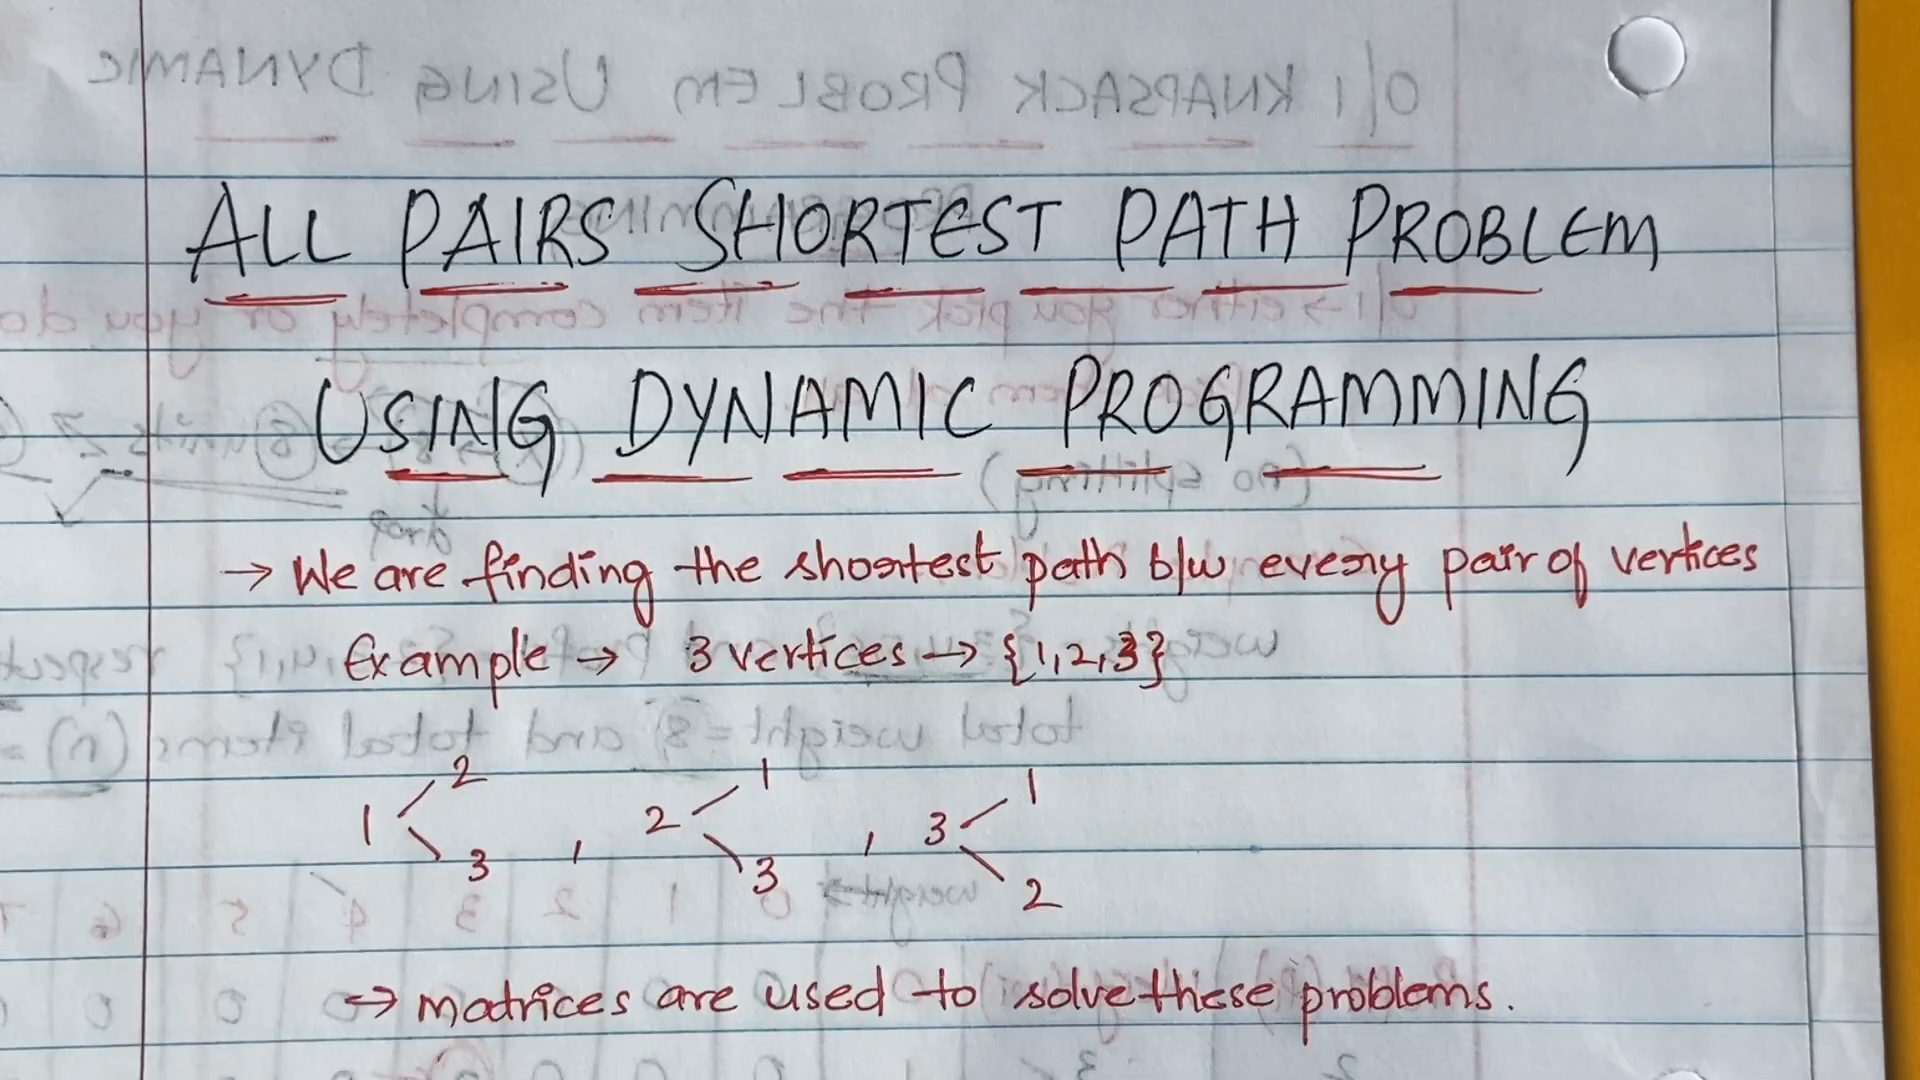 ALL PAIRS SHORTEST PATH PROBLEM
USING DYNAMIC PROGRAMMING
→ We are finding the shortest path b/w every pair of vertices
Example → 3 vertices → {1,2,3}
1 2 3 , 2 1 3 , 3 1 2
→ matrices are used to solve these problems.